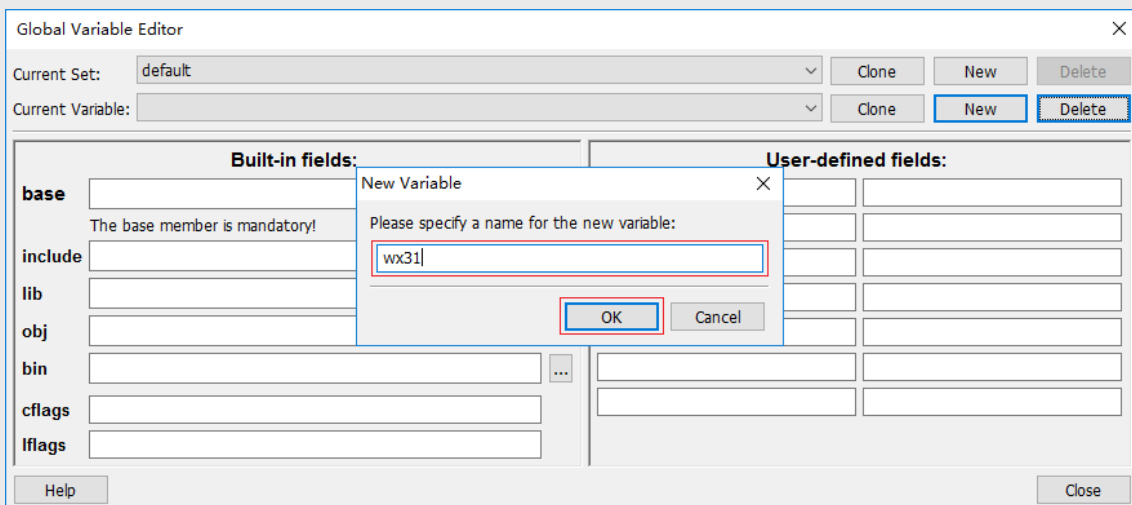 Global Variable Editor
Current Set: default Clone New Delete
Current Variable: Clone New Delete
Built-in fields: User-defined fields:
New Variable
base
Please specify a name for the new variable:
The base member is mandatory!
include
wx31
lib
OK Cancel
obj
bin ...
cflags
lflags
Help Close